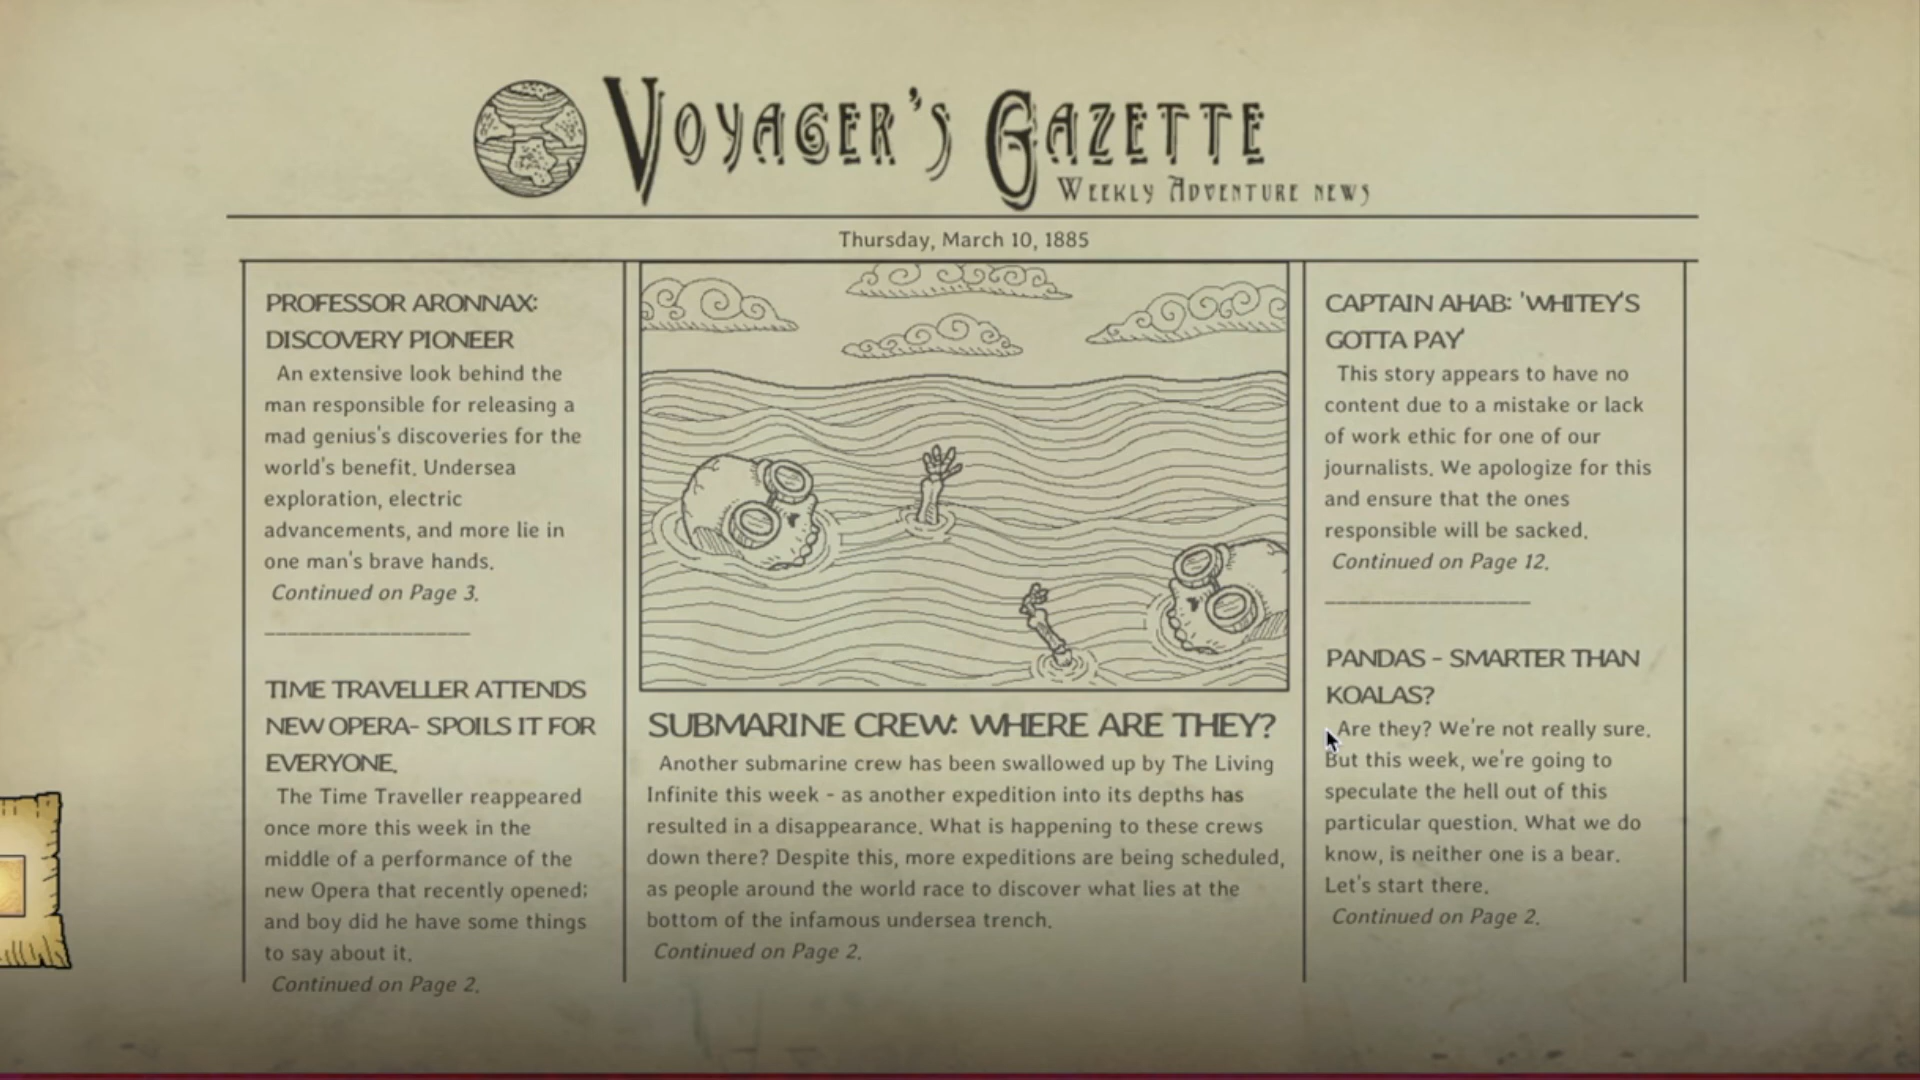 VOYAGER'S GAZETTE
WEEKLY ADVENTURE NEWS
Thursday, March 10, 1885
PROFESSOR ARONNAX:
DISCOVERY PIONEER
An extensive look behind the
man responsible for releasing a
mad genius's discoveries for the
world's benefit. Undersea
exploration, electric
advancements, and more lie in
one man's brave hands.
Continued on Page 3.
TIME TRAVELLER ATTENDS
NEW OPERA- SPOILS IT FOR
EVERYONE.
The Time Traveller reappeared
once more this week in the
middle of a performance of the
new Opera that recently opened;
and boy did he have some things
to say about it.
Continued on Page 2.
SUBMARINE CREW: WHERE ARE THEY?
Another submarine crew has been swallowed up by The Living
Infinite this week - as another expedition into its depths has
resulted in a disappearance. What is happening to these crews
down there? Despite this, more expeditions are being scheduled,
as people around the world race to discover what lies at the
bottom of the infamous undersea trench.
Continued on Page 2.
CAPTAIN AHAB: 'WHITEY'S
GOTTA PAY'
This story appears to have no
content due to a mistake or lack
of work ethic for one of our
journalists. We apologize for this
and ensure that the ones
responsible will be sacked.
Continued on Page 12.
PANDAS - SMARTER THAN
KOALAS?
Are they? We're not really sure.
But this week, we're going to
speculate the hell out of this
particular question. What we do
know, is neither one is a bear.
Let's start there.
Continued on Page 2.